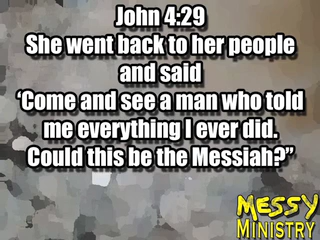 John 4:29
She went back to her people
and said
‘Come and see a man who told
me everything I ever did.
Could this be the Messiah?”
MESSY
MINISTRY